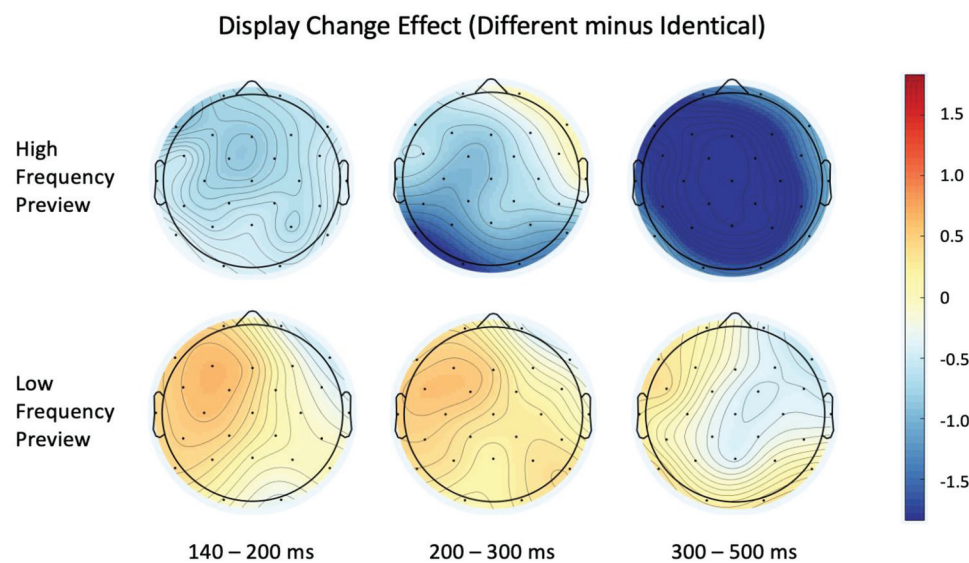 Display Change Effect (Different minus Identical)
High
Frequency
Preview
1.5
1.0
0.5
0
-0.5
-1.0
-1.5
Low
Frequency
Preview
140 – 200 ms
200 – 300 ms
300 – 500 ms